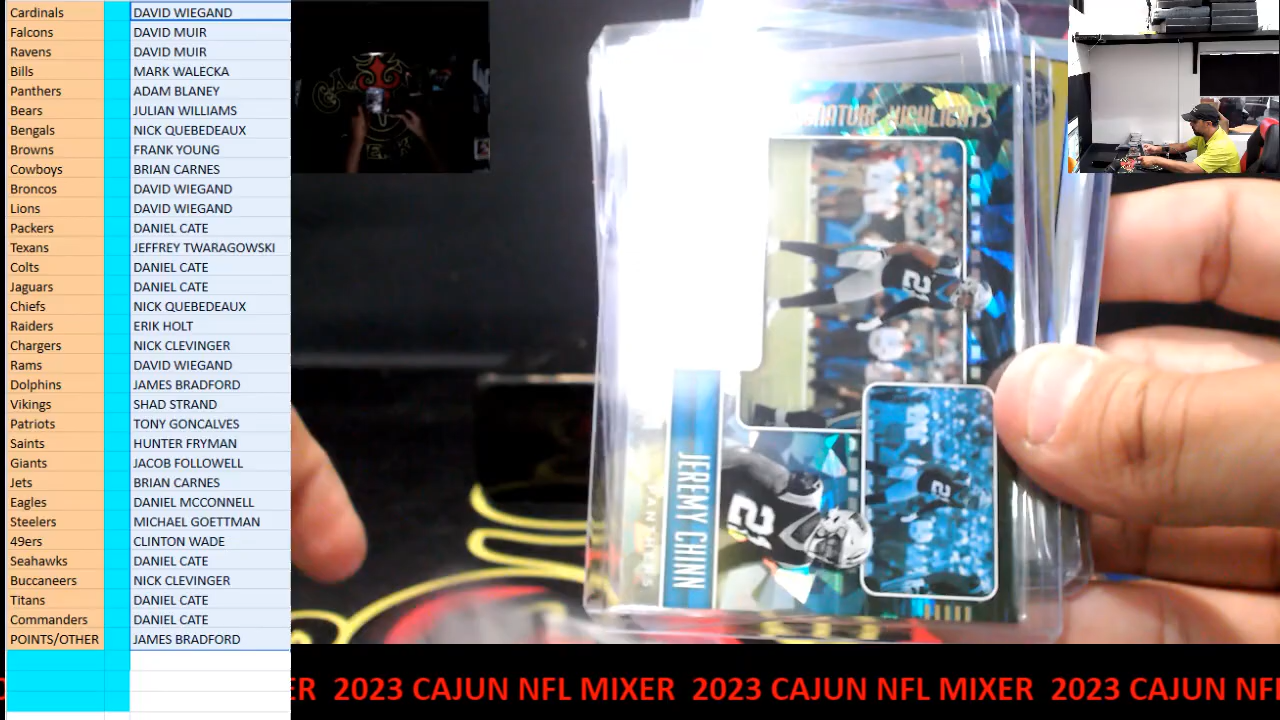 Cardinals DAVID WIEGAND
Falcons DAVID MUIR
Ravens DAVID MUIR
Bills MARK WALECKA
Panthers ADAM BLANEY
Bears JULIAN WILLIAMS
Bengals NICK QUEBEDEAUX
Browns FRANK YOUNG
Cowboys BRIAN CARNES
Broncos DAVID WIEGAND
Lions DAVID WIEGAND
Packers DANIEL CATE
Texans JEFFREY TWARAGOWSKI
Colts DANIEL CATE
Jaguars DANIEL CATE
Chiefs NICK QUEBEDEAUX
Raiders ERIK HOLT
Chargers NICK CLEVINGER
Rams DAVID WIEGAND
Dolphins JAMES BRADFORD
Vikings SHAD STRAND
Patriots TONY GONCALVES
Saints HUNTER FRYMAN
Giants JACOB FOLLOWELL
Jets BRIAN CARNES
Eagles DANIEL MCCONNELL
Steelers MICHAEL GOETTMAN
49ers CLINTON WADE
Seahawks DANIEL CATE
Buccaneers NICK CLEVINGER
Titans DANIEL CATE
Commanders DANIEL CATE
POINTS/OTHER JAMES BRADFORD
HIGHLIGHTS
21
21
JEREMY CHINN
PANTHERS
ER 2023 CAJUN NFL MIXER 2023 CAJUN NFL MIXER 2023 CAJUN NF